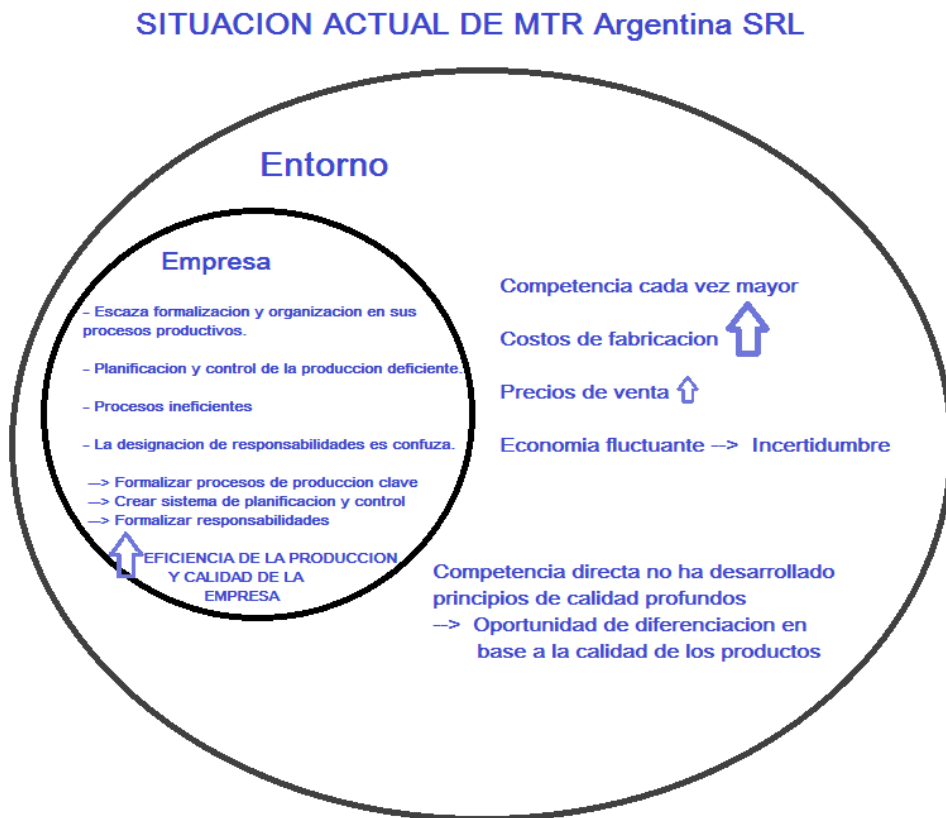 SITUACION ACTUAL DE MTR Argentina SRL
Entorno
Empresa
- Escaza formalizacion y organizacion en sus
procesos productivos.
- Planificacion y control de la produccion deficiente.
- Procesos ineficientes
- La designacion de responsabilidades es confuza.
--> Formalizar procesos de produccion clave
--> Crear sistema de planificacion y control
--> Formalizar responsabilidades
EFICIENCIA DE LA PRODUCCION
Y CALIDAD DE LA
EMPRESA
Competencia cada vez mayor
Costos de fabricacion
Precios de venta
Economia fluctuante --> Incertidumbre
Competencia directa no ha desarrollado
principios de calidad profundos
--> Oportunidad de diferenciacion en
base a la calidad de los productos